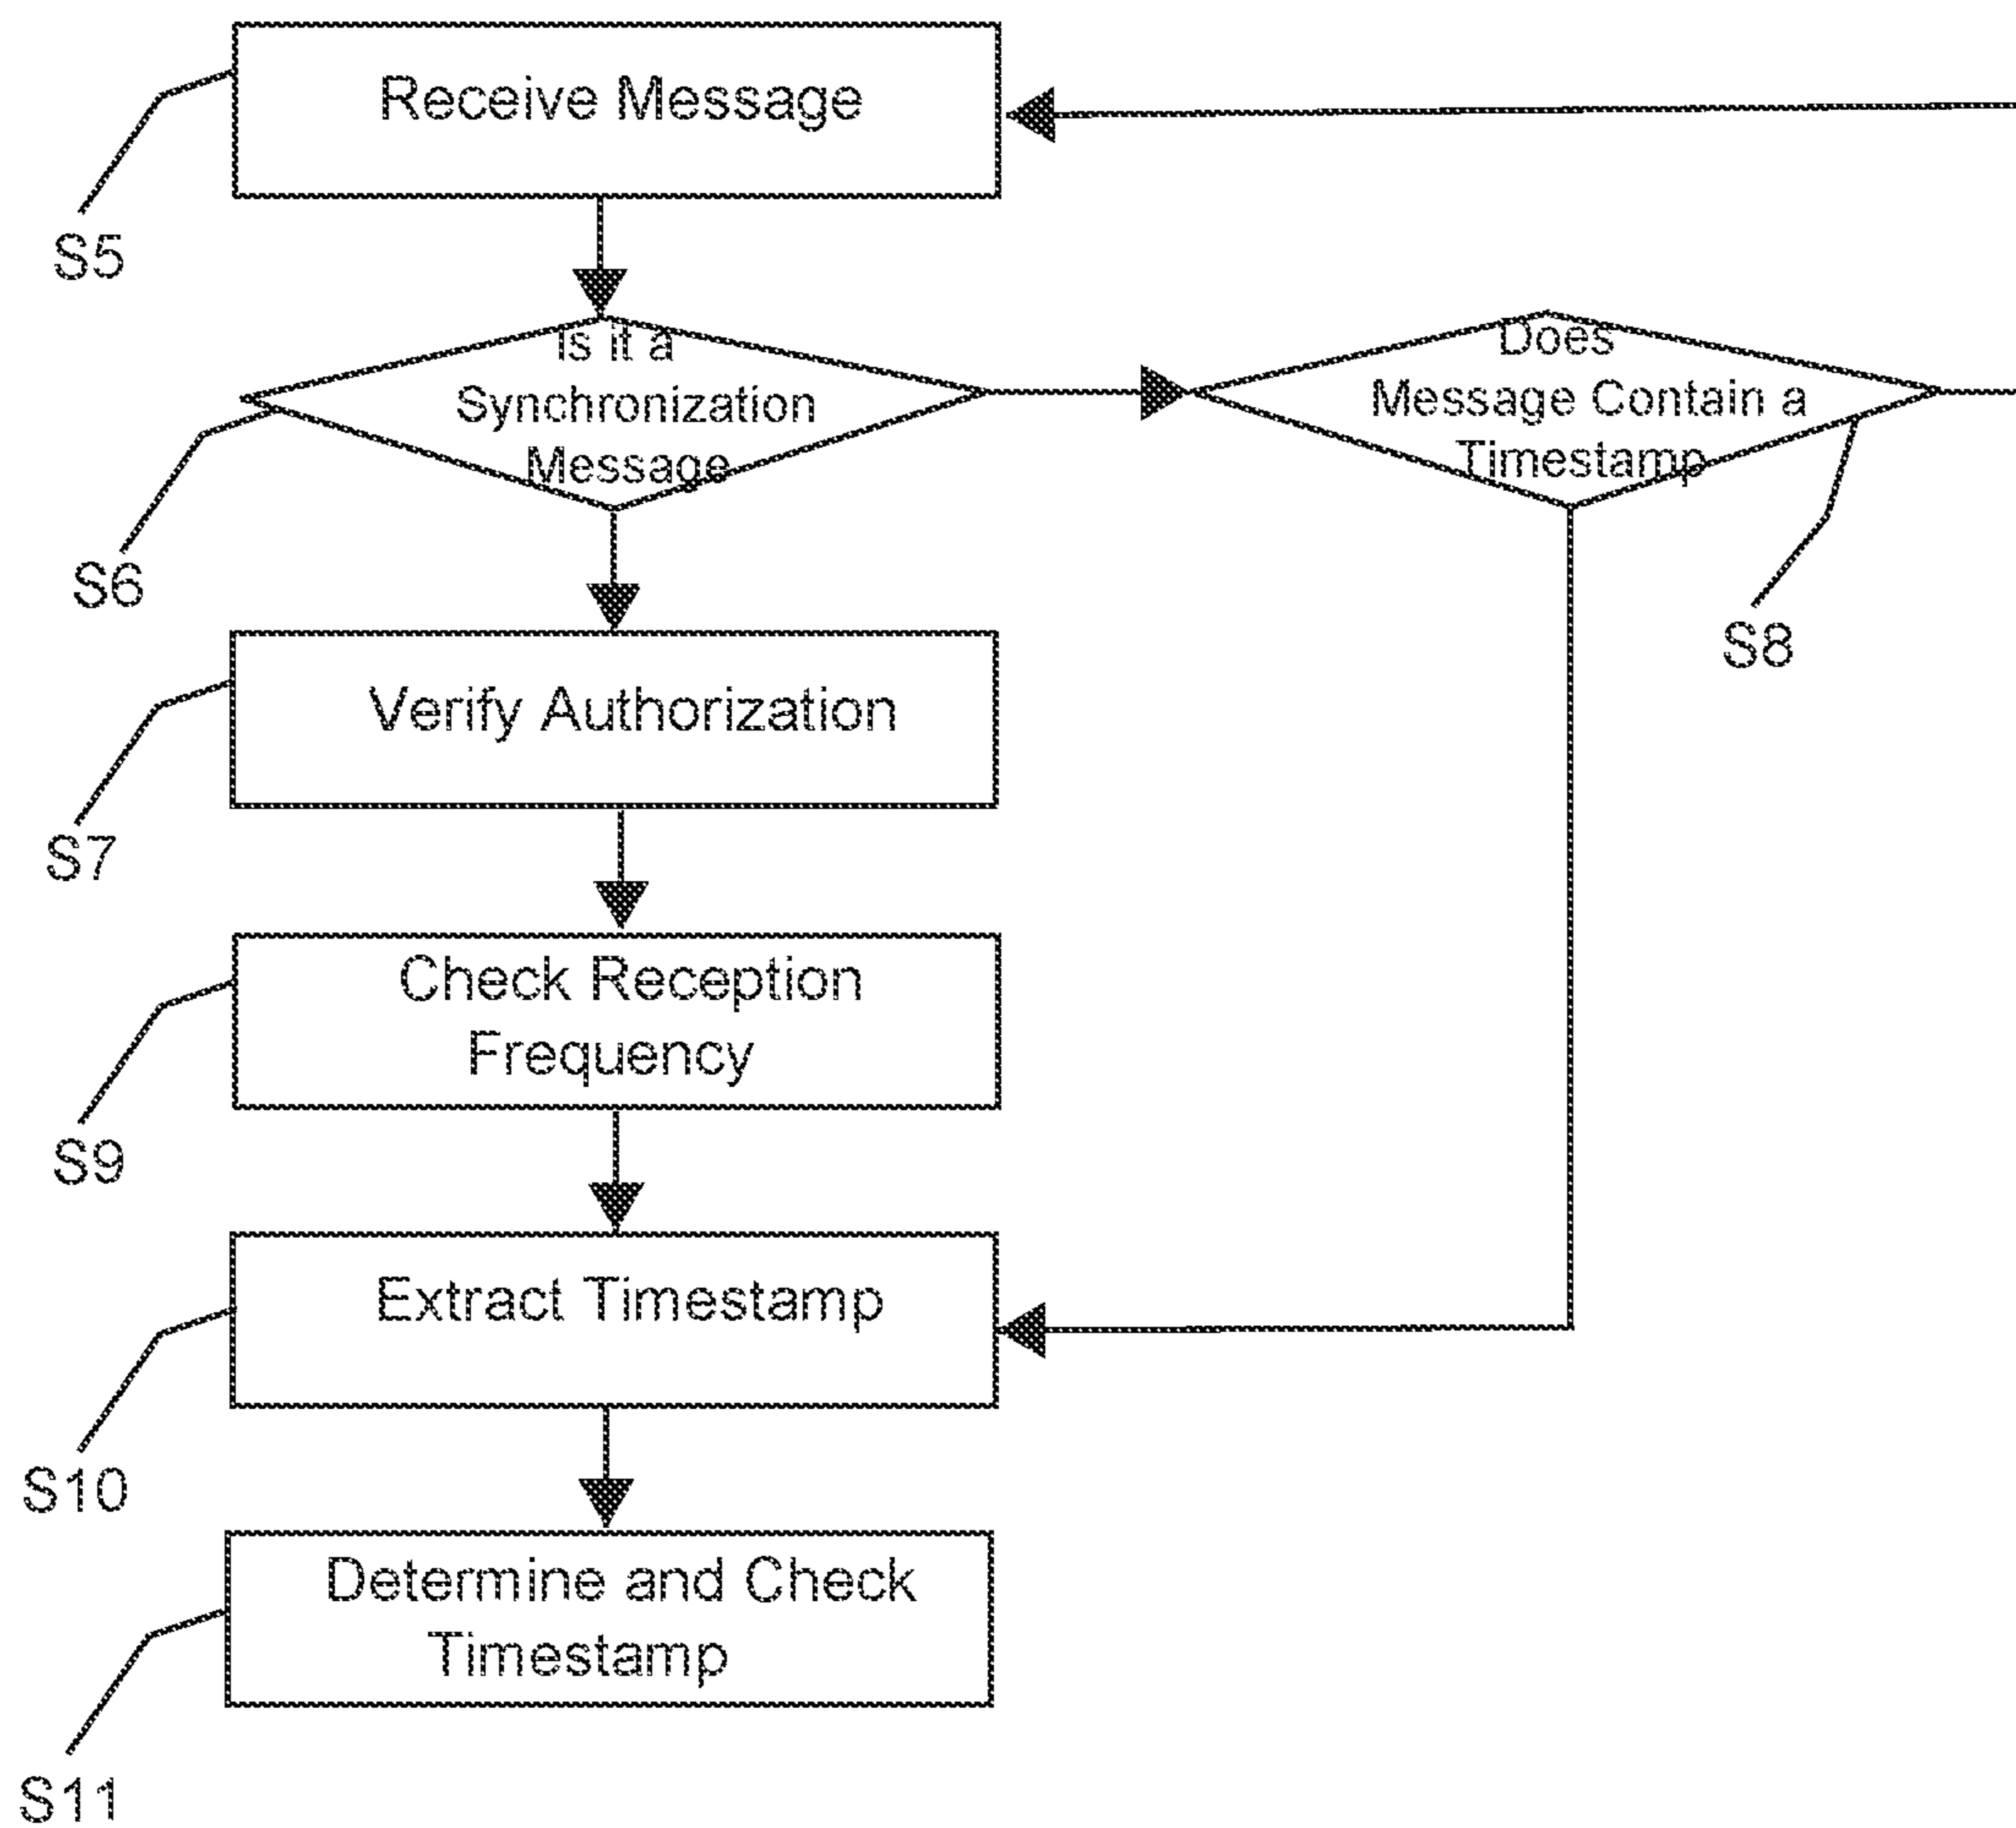 Receive Message
S5
Is it a
Synchronization
Message
S6
Does
Message Contain a
Timestamp
S8
Verify Authorization
S7
Check Reception
Frequency
S9
Extract Timestamp
S10
Determine and Check
Timestamp
S11